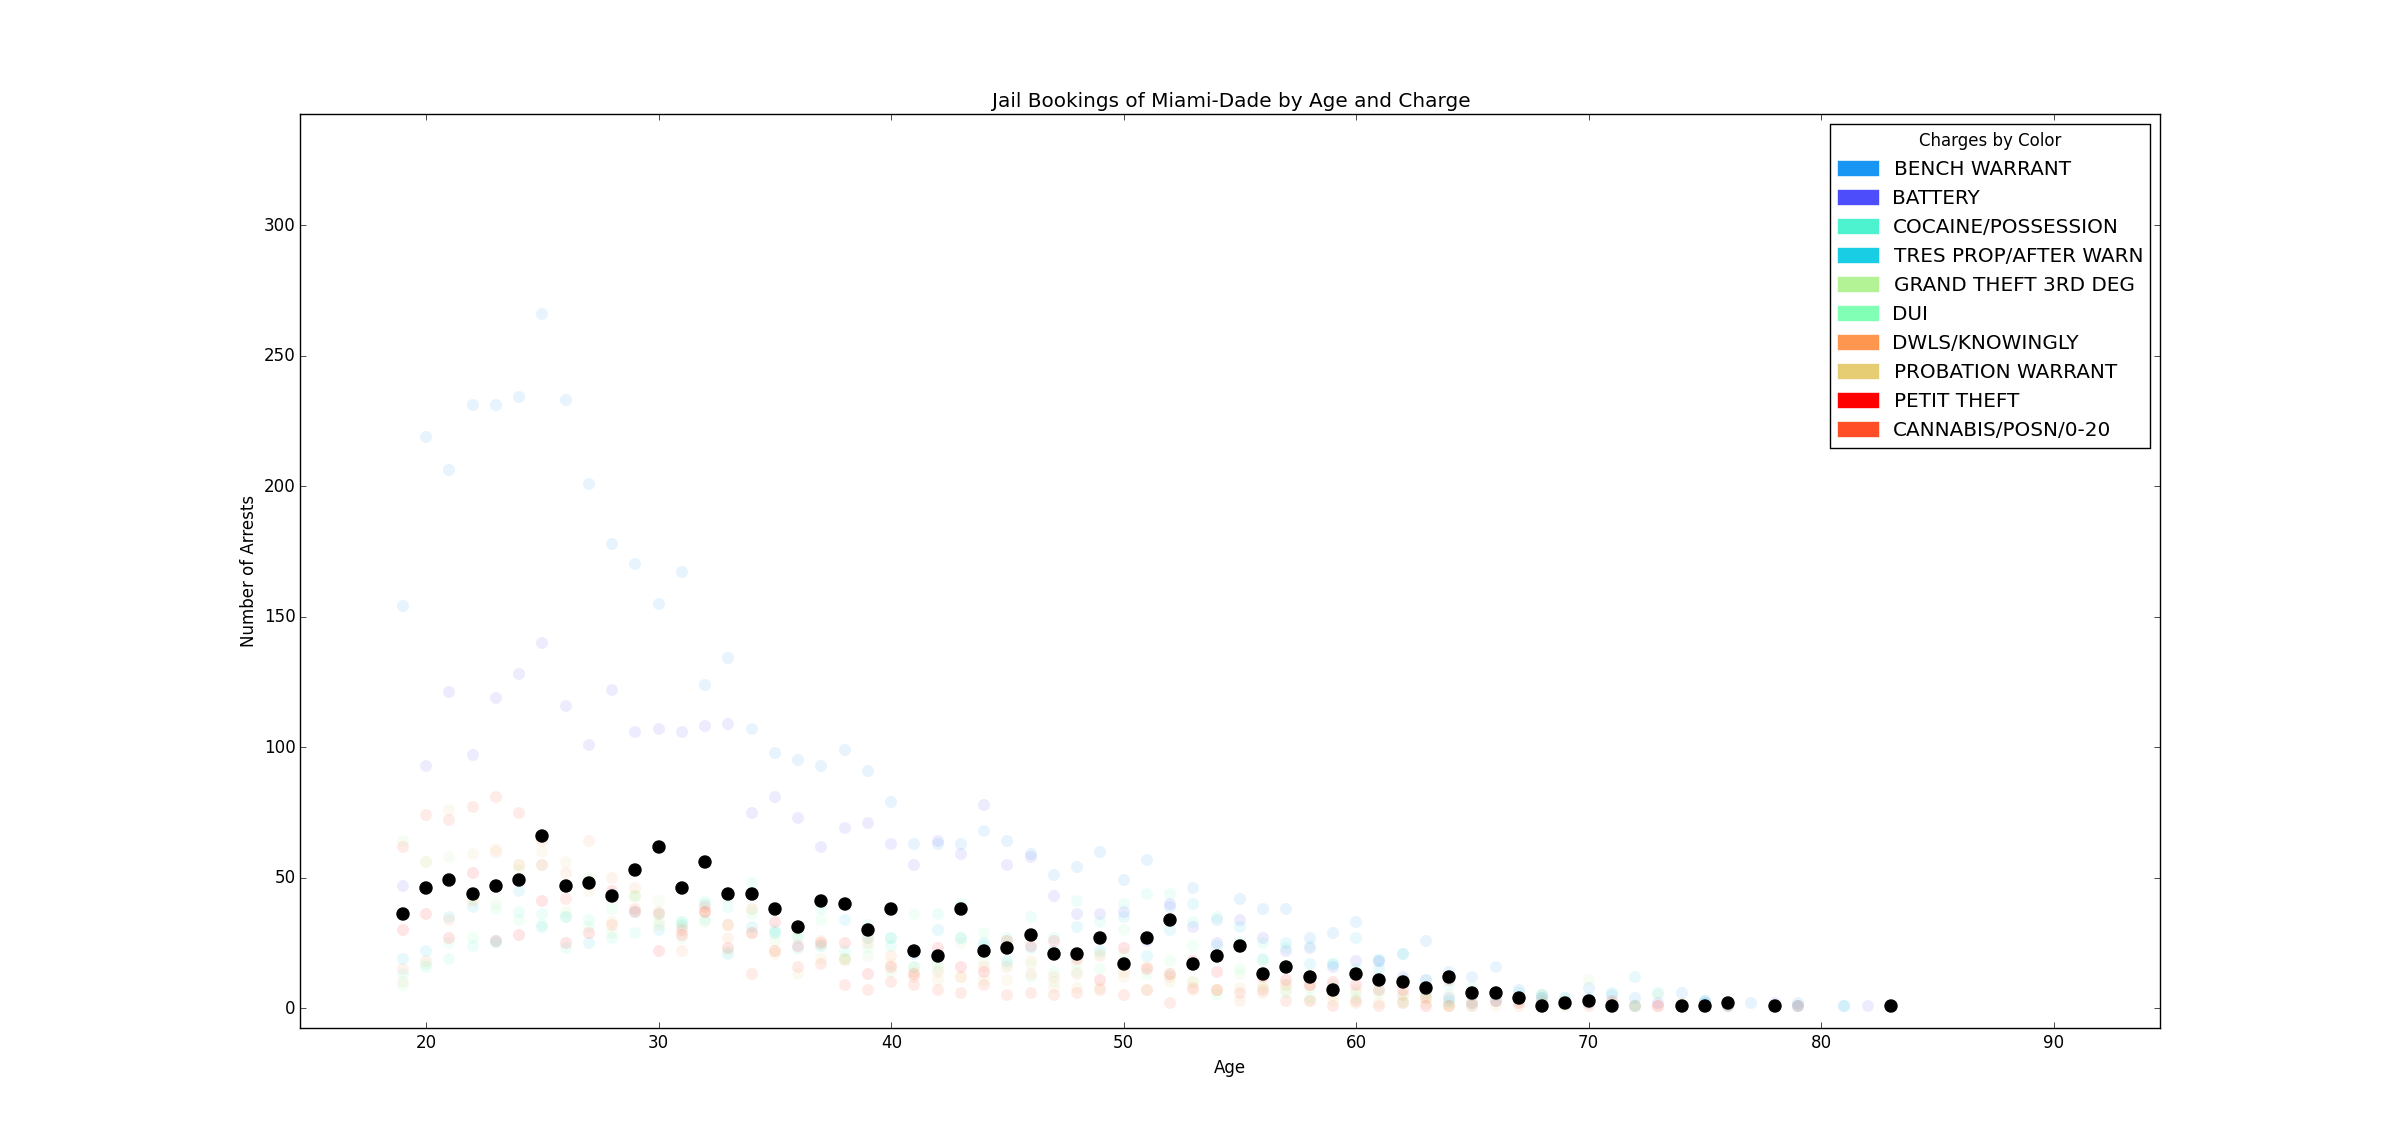 Jail Bookings of Miami-Dade by Age and Charge
Charges by Color
BENCH WARRANT
BATTERY
COCAINE/POSSESSION
TRES PROP/AFTER WARN
GRAND THEFT 3RD DEG
DUI
DWLS/KNOWINGLY
PROBATION WARRANT
PETIT THEFT
CANNABIS/POSN/0-20
Number of Arrests
300
250
200
150
100
50
0
20 30 40 50 60 70 80 90
Age